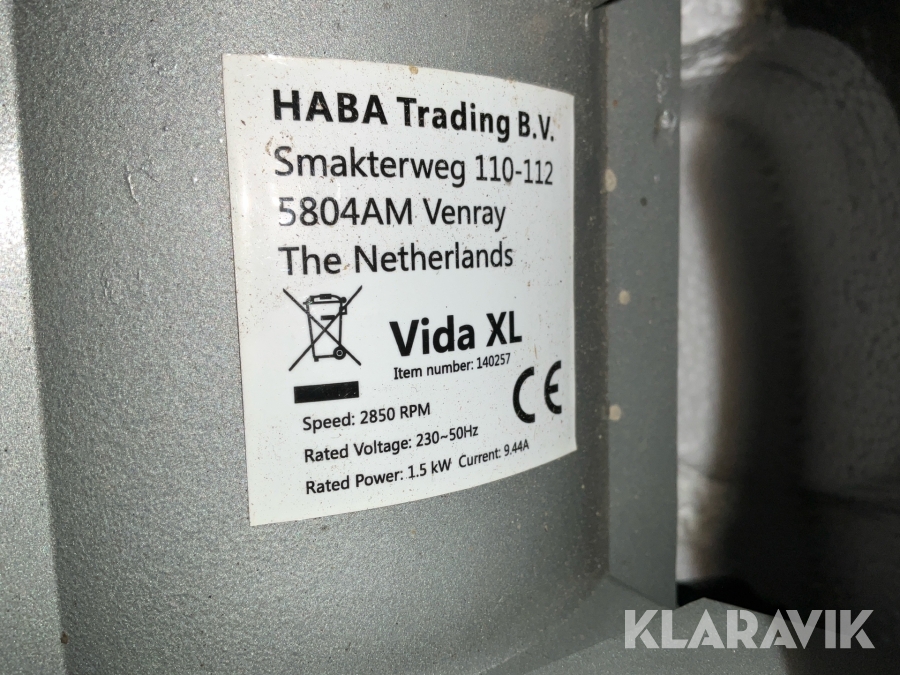 HABA Trading B.V.
Smakterweg 110-112
5804AM Venray
The Netherlands
Vida XL
Item number: 140257
CE
Speed: 2850 RPM
Rated Voltage: 230~50Hz
Rated Power: 1.5 kW Current: 9.44A
KLARAVIK